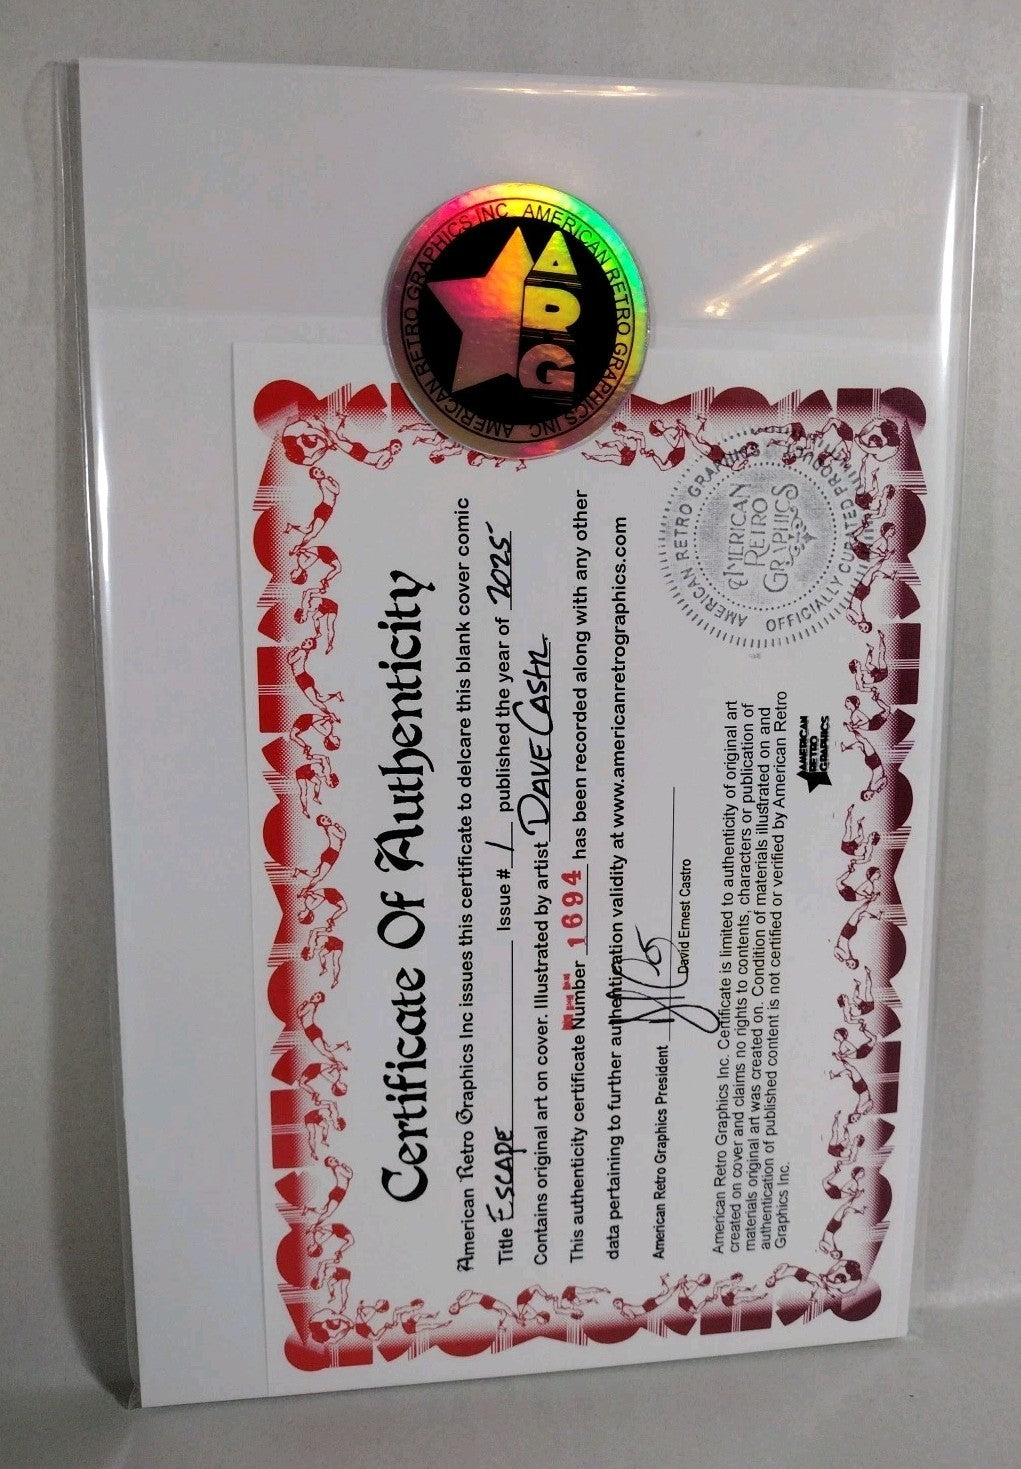 Certificate Of Authenticity
American Retro Graphics Inc issues this certificate to delcare this blank cover comic
Title ESCAPE Issue # 1 published the year of 2025
Contains original art on cover. Illustrated by artist DAVE CASTR
This authenticity certificate Number 1694 has been recorded along with any other
data pertaining to further authentication validity at www.americanretrographics.com
American Retro Graphics President
David Ernest Castro
American Retro Graphics Inc. Certificate is limited to authenticity of original art
created on cover and claims no rights to contents, characters or publication of
materials original art was created on. Condition of materials illustrated on and
authentication of published content is not certified or verified by American Retro
Graphics Inc.
AMERICAN
RETRO
GRAPHICS
AMERICAN RETRO GRAPHICS INC AMERICAN RETRO GRAPHICS INC
ARG
AMERICAN RETRO GRAPHICS
OFFICIALLY CURATED PRODUCT
AMERICAN
RETRO
GRAPHICS